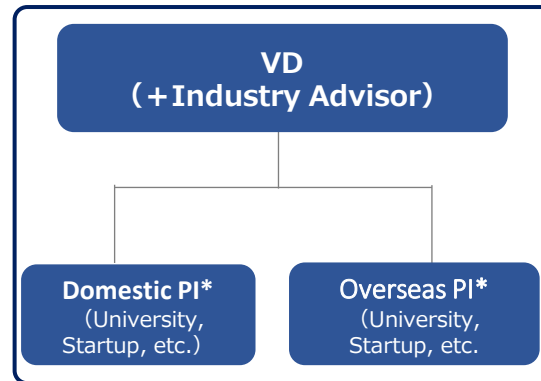 VD
（+Industry Advisor）
Domestic PI*
（University,
Startup, etc.）
Overseas PI*
（University,
Startup, etc.